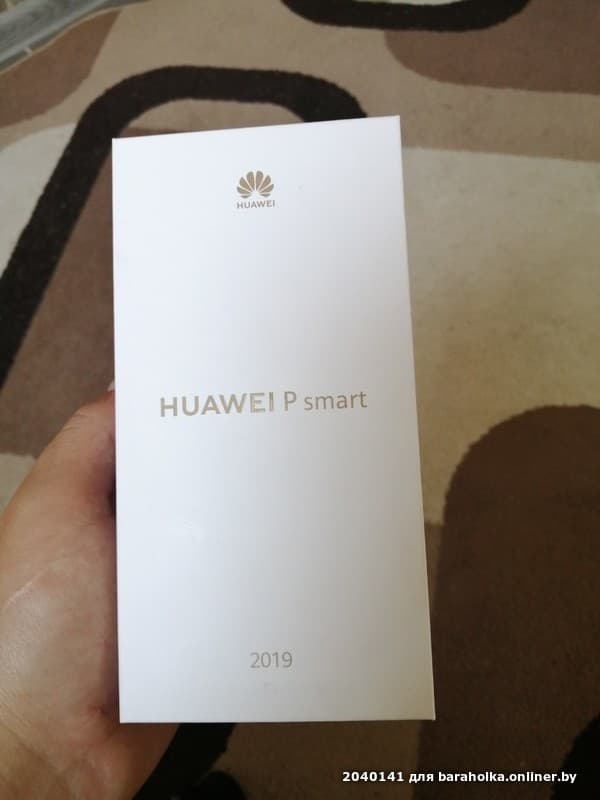 HUAWEI
HUAWEI P smart
2019
2040141 для baraholka.onliner.by